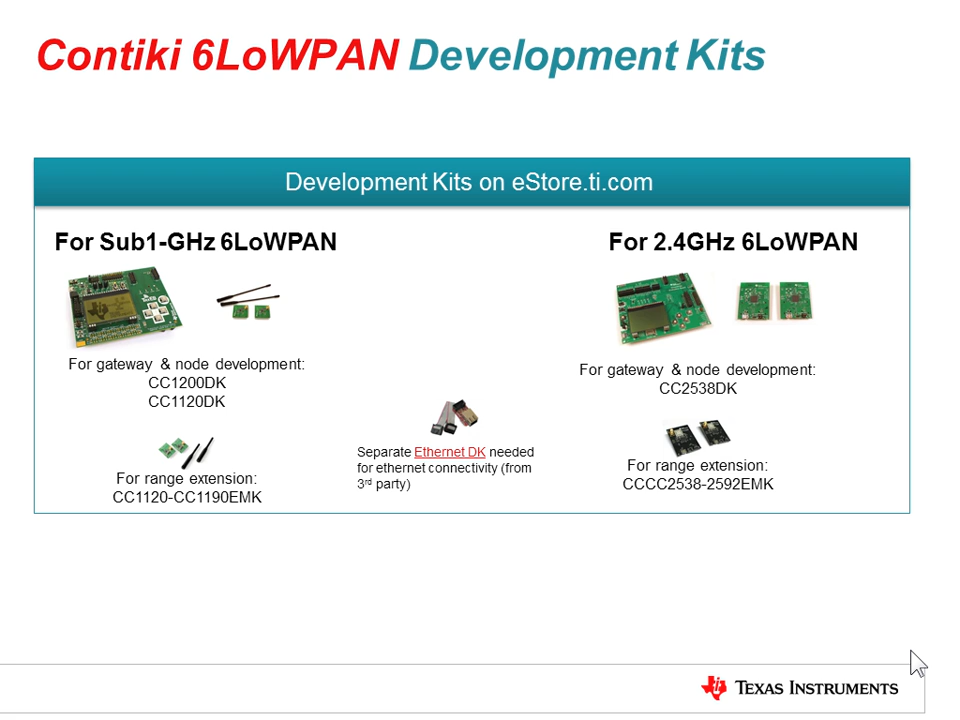 Contiki 6LoWPAN Development Kits
Development Kits on eStore.ti.com
For Sub1-GHz 6LoWPAN
For 2.4GHz 6LoWPAN
For gateway & node development:
CC1200DK
CC1120DK
For gateway & node development:
CC2538DK
Separate Ethernet DK needed
for ethernet connectivity (from
3rd party)
For range extension:
CC1120-CC1190EMK
For range extension:
CCCC2538-2592EMK
TEXAS INSTRUMENTS